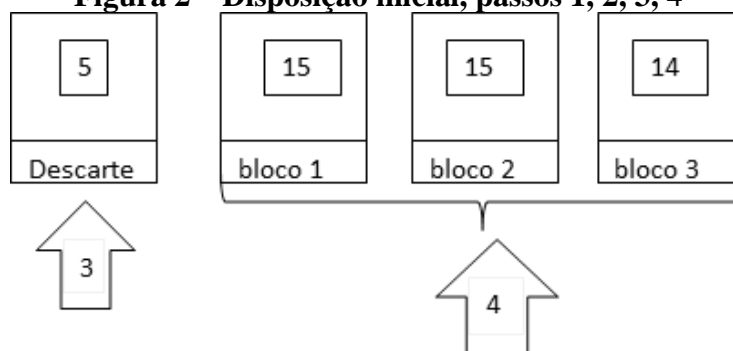 Figura 2 – Disposição inicial, passos 1, 2, 3, 4
5 15 15 14
Descarte bloco 1 bloco 2 bloco 3
3
4